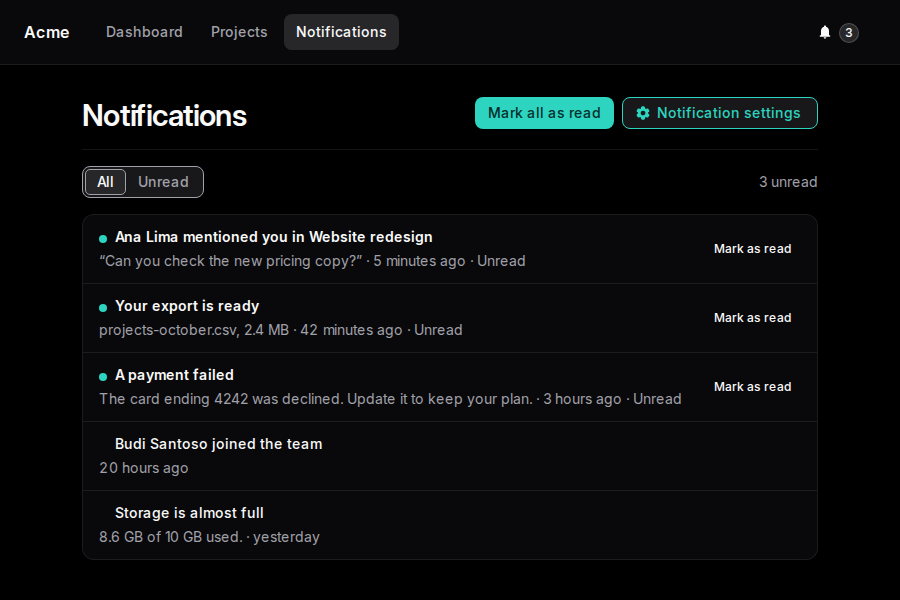 Acme Dashboard Projects Notifications 3
Notifications Mark all as read Notification settings
All Unread 3 unread
Ana Lima mentioned you in Website redesign
“Can you check the new pricing copy?” · 5 minutes ago · Unread
Mark as read
Your export is ready
projects-october.csv, 2.4 MB · 42 minutes ago · Unread
Mark as read
A payment failed
The card ending 4242 was declined. Update it to keep your plan. · 3 hours ago · Unread
Mark as read
Budi Santoso joined the team
20 hours ago
Storage is almost full
8.6 GB of 10 GB used. · yesterday